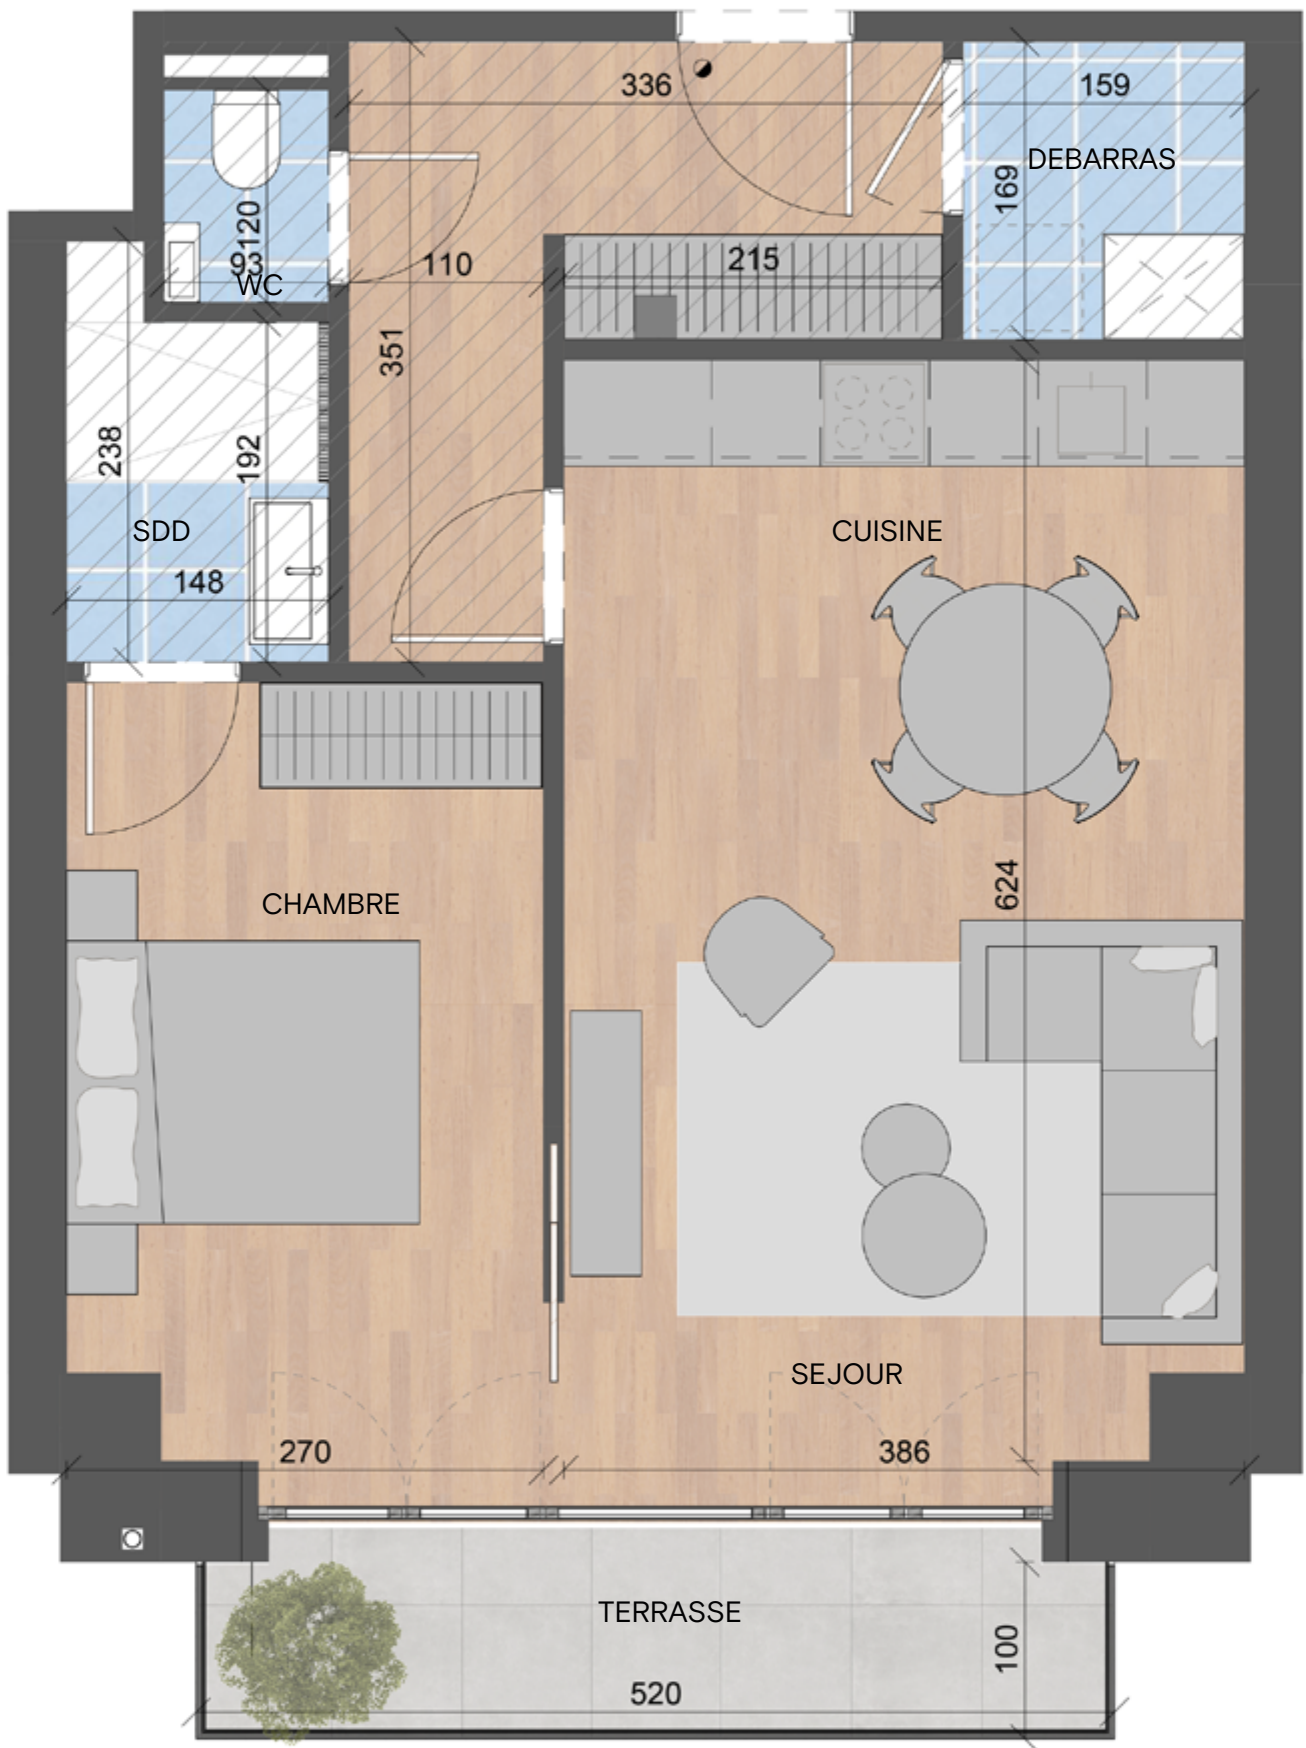 336
159
DEBARRAS
169
120
93
WC
110
215
351
238
192
SDD
148
CUISINE
624
CHAMBRE
SEJOUR
270
386
TERRASSE
100
520